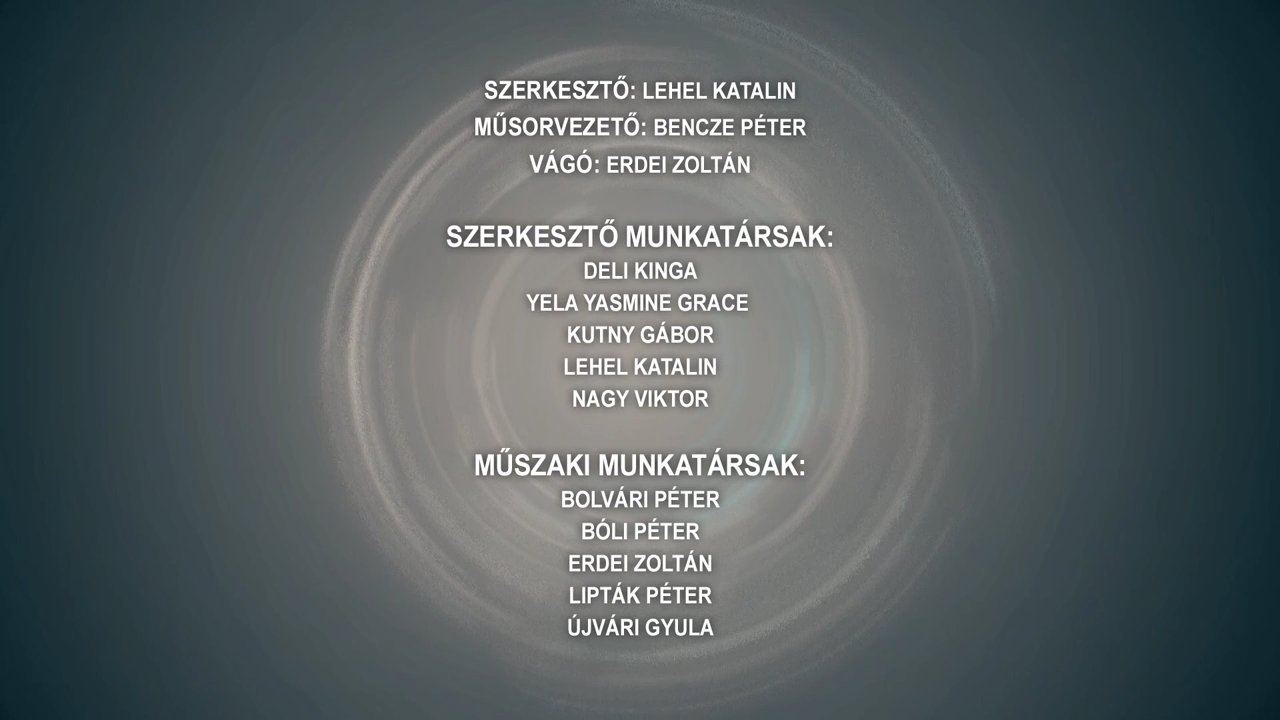 SZERKESZTŐ: LEHEL KATALIN
MŰSORVEZETŐ: BENCZE PÉTER
VÁGÓ: ERDEI ZOLTÁN
SZERKESZTŐ MUNKATÁRSAK:
DELI KINGA
YELA YASMINE GRACE
KUTNY GÁBOR
LEHEL KATALIN
NAGY VIKTOR
MŰSZAKI MUNKATÁRSAK:
BOLVÁRI PÉTER
BÓLI PÉTER
ERDEI ZOLTÁN
LIPTÁK PÉTER
ÚJVÁRI GYULA